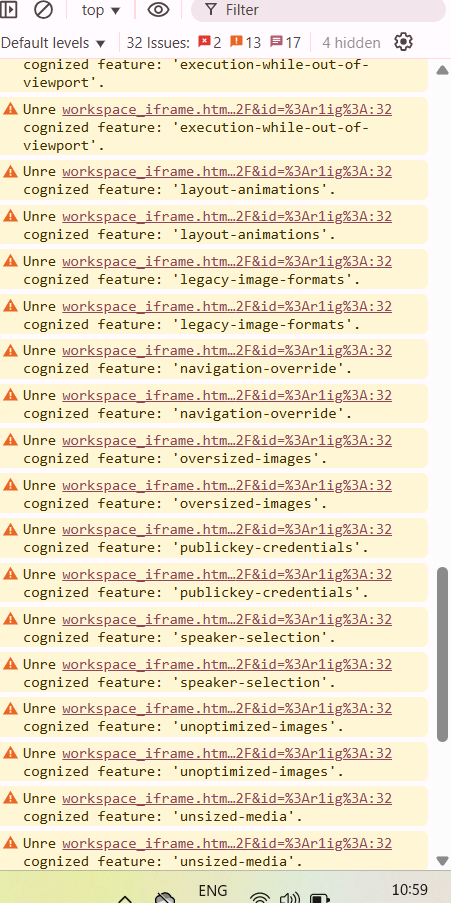 top
Filter
Default levels
32 Issues: 2 13 17
4 hidden
cognized feature: 'execution-while-out-of-
viewport'.
Unre workspace_iframe.htm…2F&id=%3Ar1ig%3A:32
cognized feature: 'execution-while-out-of-
viewport'.
Unre workspace_iframe.htm…2F&id=%3Ar1ig%3A:32
cognized feature: 'layout-animations'.
Unre workspace_iframe.htm…2F&id=%3Ar1ig%3A:32
cognized feature: 'layout-animations'.
Unre workspace_iframe.htm…2F&id=%3Ar1ig%3A:32
cognized feature: 'legacy-image-formats'.
Unre workspace_iframe.htm…2F&id=%3Ar1ig%3A:32
cognized feature: 'legacy-image-formats'.
Unre workspace_iframe.htm…2F&id=%3Ar1ig%3A:32
cognized feature: 'navigation-override'.
Unre workspace_iframe.htm…2F&id=%3Ar1ig%3A:32
cognized feature: 'navigation-override'.
Unre workspace_iframe.htm…2F&id=%3Ar1ig%3A:32
cognized feature: 'oversized-images'.
Unre workspace_iframe.htm…2F&id=%3Ar1ig%3A:32
cognized feature: 'oversized-images'.
Unre workspace_iframe.htm…2F&id=%3Ar1ig%3A:32
cognized feature: 'publickey-credentials'.
Unre workspace_iframe.htm…2F&id=%3Ar1ig%3A:32
cognized feature: 'publickey-credentials'.
Unre workspace_iframe.htm…2F&id=%3Ar1ig%3A:32
cognized feature: 'speaker-selection'.
Unre workspace_iframe.htm…2F&id=%3Ar1ig%3A:32
cognized feature: 'speaker-selection'.
Unre workspace_iframe.htm…2F&id=%3Ar1ig%3A:32
cognized feature: 'unoptimized-images'.
Unre workspace_iframe.htm…2F&id=%3Ar1ig%3A:32
cognized feature: 'unoptimized-images'.
Unre workspace_iframe.htm…2F&id=%3Ar1ig%3A:32
cognized feature: 'unsized-media'.
Unre workspace_iframe.htm…2F&id=%3Ar1ig%3A:32
cognized feature: 'unsized-media'.
ENG
10:59